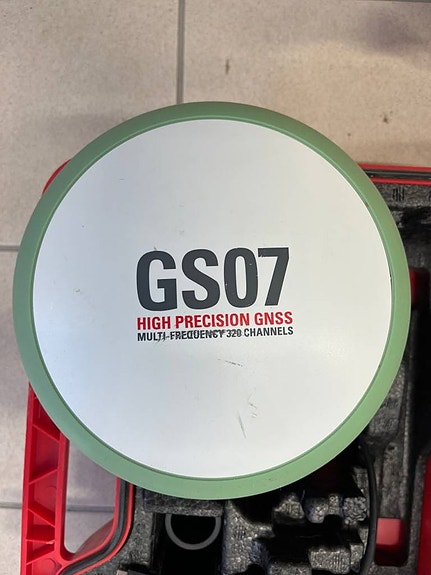 GS07
HIGH PRECISION GNSS
MULTI-FREQUENCY 320 CHANNELS